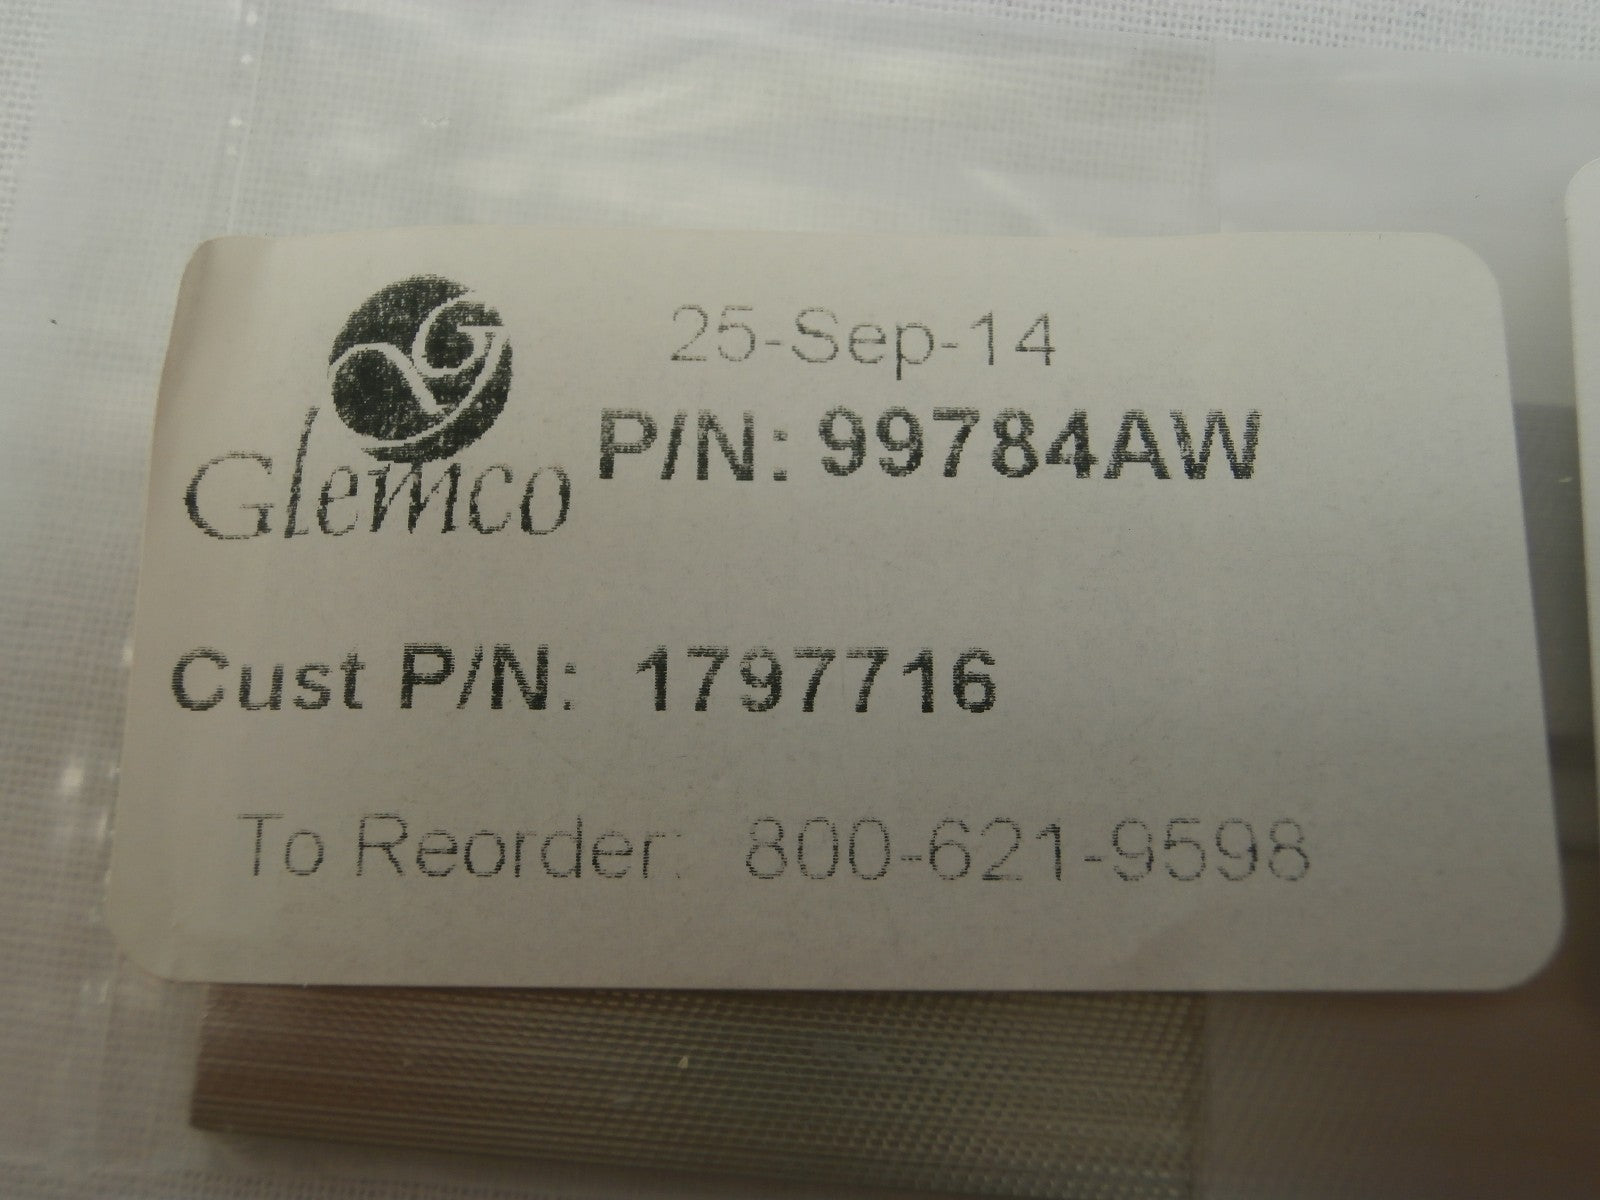 25-Sep-14
Glemco
P/N: 99784AW
Cust P/N: 1797716
To Reorder: 800-621-9598